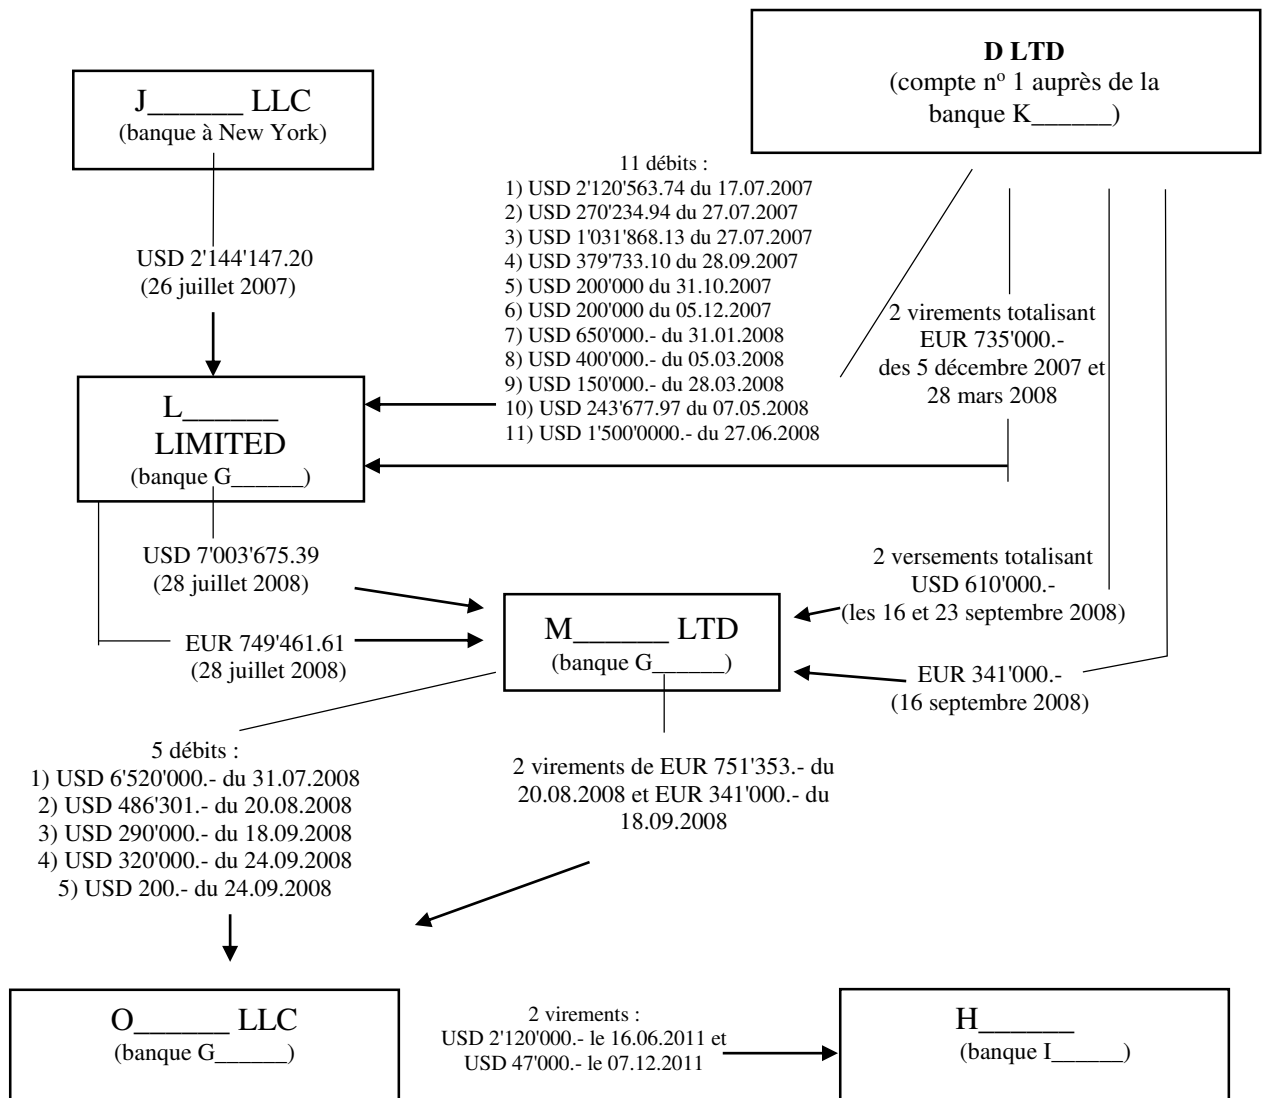 D LTD
(compte nº 1 auprès de la
banque K______)
J______ LLC
(banque à New York)
11 débits :
1) USD 2'120'563.74 du 17.07.2007
2) USD 270'234.94 du 27.07.2007
3) USD 1'031'868.13 du 27.07.2007
4) USD 379'733.10 du 28.09.2007
5) USD 200'000 du 31.10.2007
6) USD 200'000 du 05.12.2007
7) USD 650'000.- du 31.01.2008
8) USD 400'000.- du 05.03.2008
9) USD 150'000.- du 28.03.2008
10) USD 243'677.97 du 07.05.2008
11) USD 1'500'0000.- du 27.06.2008
USD 2'144'147.20
(26 juillet 2007)
2 virements totalisant
EUR 735'000.-
des 5 décembre 2007 et
28 mars 2008
L______
LIMITED
(banque G______)
USD 7'003'675.39
(28 juillet 2008)
EUR 749'461.61
(28 juillet 2008)
2 versements totalisant
USD 610'000.-
(les 16 et 23 septembre 2008)
M______ LTD
(banque G______)
EUR 341'000.-
(16 septembre 2008)
5 débits :
1) USD 6'520'000.- du 31.07.2008
2) USD 486'301.- du 20.08.2008
3) USD 290'000.- du 18.09.2008
4) USD 320'000.- du 24.09.2008
5) USD 200.- du 24.09.2008
2 virements de EUR 751'353.- du
20.08.2008 et EUR 341'000.- du
18.09.2008
O______ LLC
(banque G______)
2 virements :
USD 2'120'000.- le 16.06.2011 et
USD 47'000.- le 07.12.2011
H______
(banque I______)